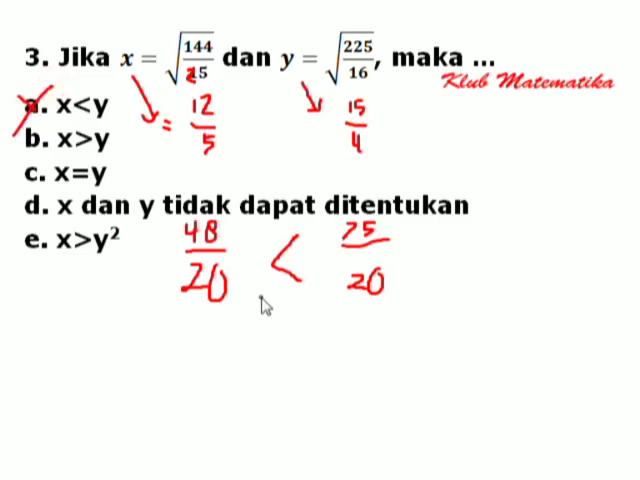 3. Jika x = √144/25 dan y = √225/16, maka ...
Klub Matematika
a. x<y
= 12/5 15/4
b. x>y
c. x=y
d. x dan y tidak dapat ditentukan
e. x>y²
48/20 < 75/20